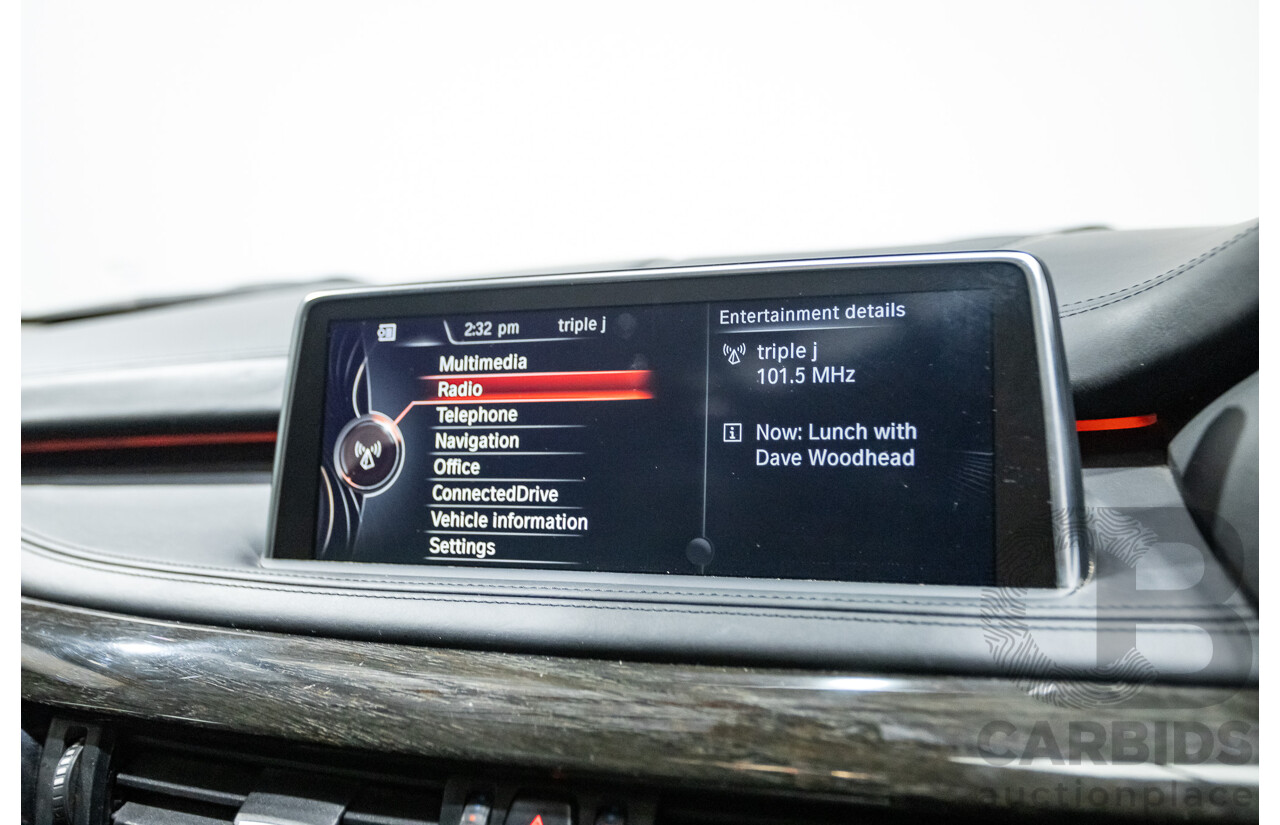 2:32 pm triple j
Multimedia
Radio
Telephone
Navigation
Office
ConnectedDrive
Vehicle information
Settings
Entertainment details
triple j
101.5 MHz
Now: Lunch with
Dave Woodhead
CB
CARBIDS
auctionplace